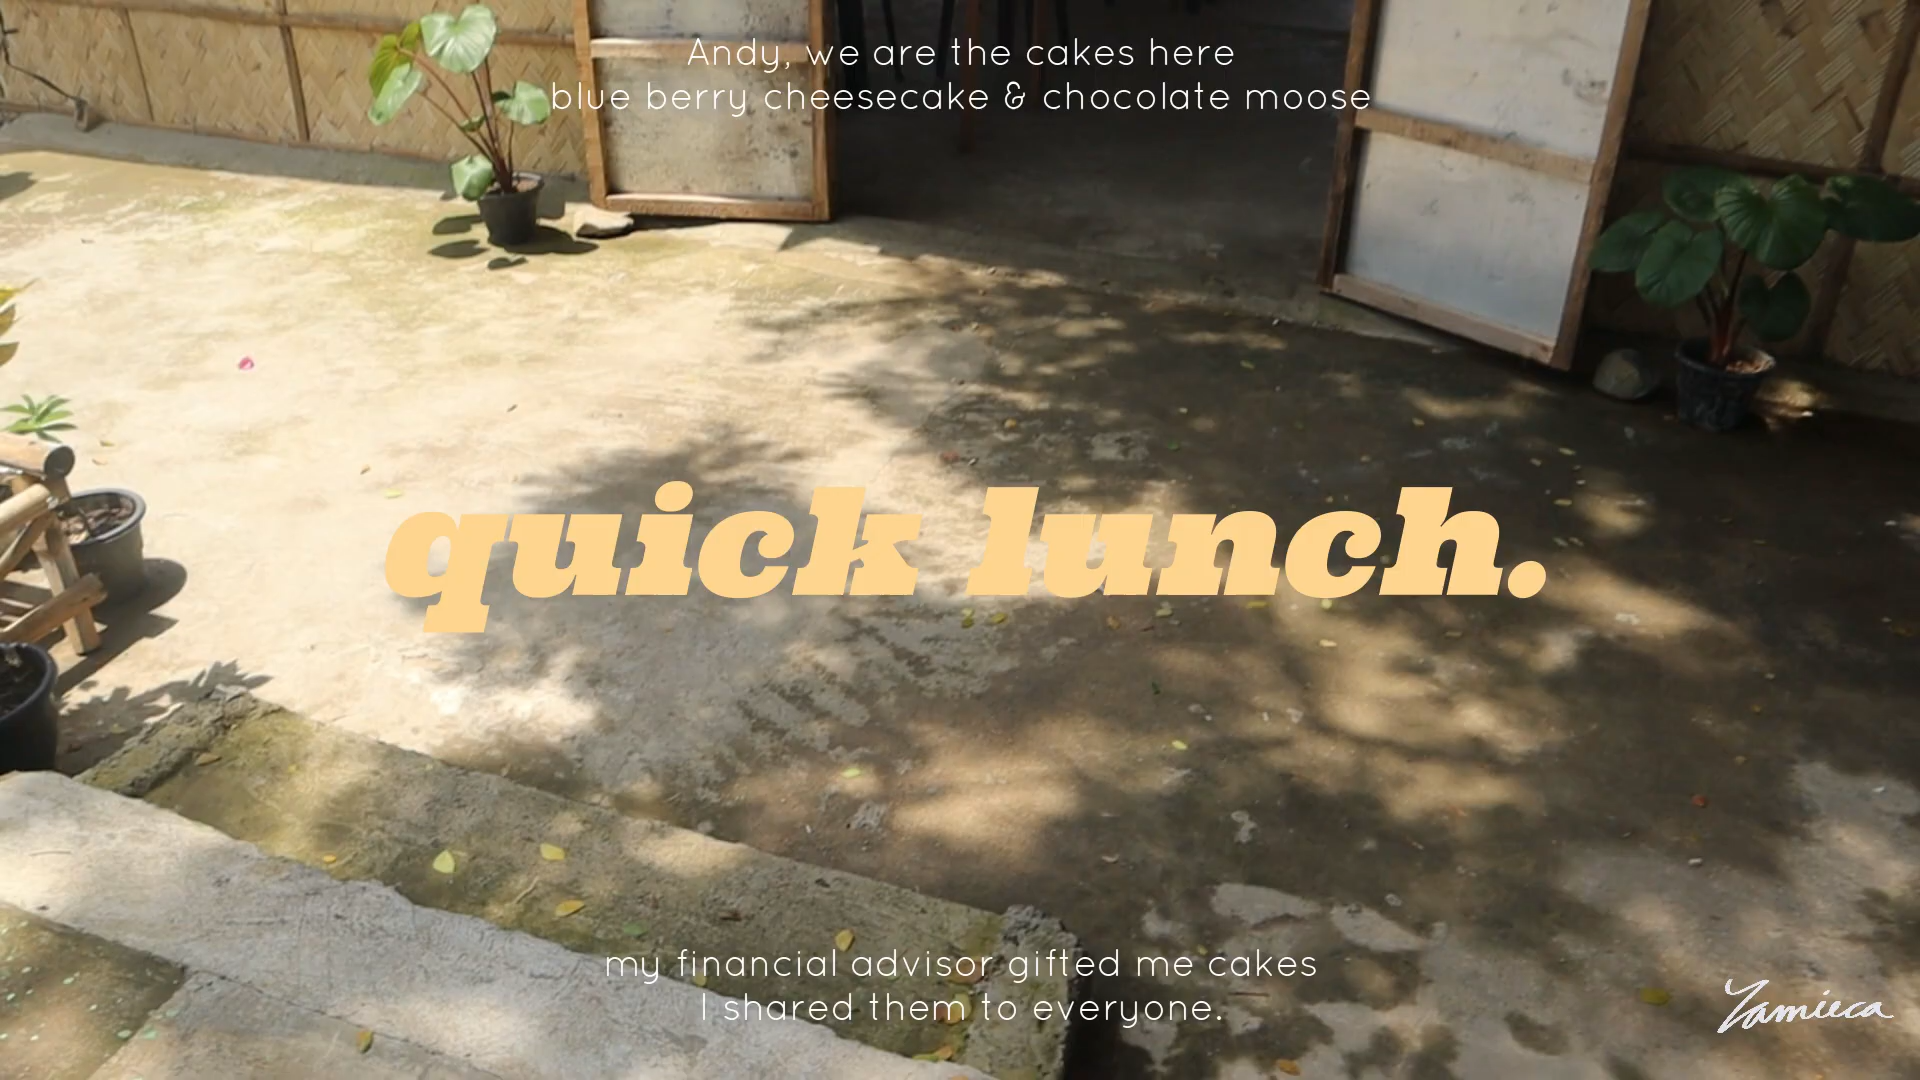 Andy, we are the cakes here
blue berry cheesecake & chocolate moose
quick lunch.
my financial advisor gifted me cakes
I shared them to everyone.
Zamieca